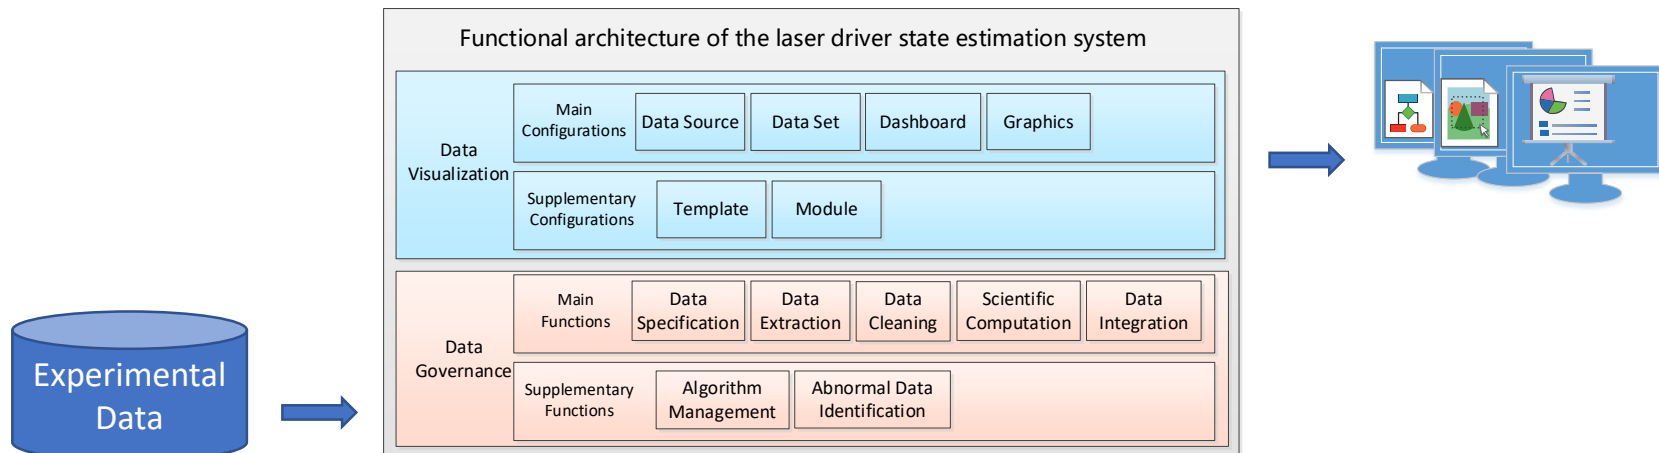 Functional architecture of the laser driver state estimation system
Data
Visualization
Main
Configurations
Data Source
Data Set
Dashboard
Graphics
Supplementary
Configurations
Template
Module
Data
Governance
Main
Functions
Data
Specification
Data
Extraction
Data
Cleaning
Scientific
Computation
Data
Integration
Supplementary
Functions
Algorithm
Management
Abnormal Data
Identification
Experimental
Data